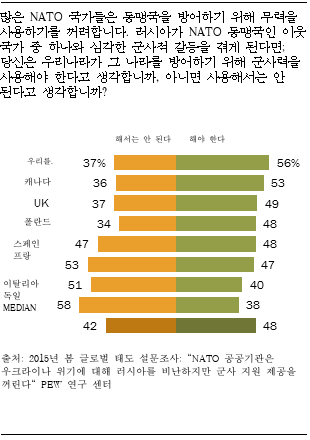 많은 NATO 국가들은 동맹국을 방어하기 위해 무력을
사용하기를 꺼려합니다. 러시아가 NATO 동맹국인 이웃
국가 중 하나와 심각한 군사적 갈등을 겪게 된다면;
당신은 우리나라가 그 나라를 방어하기 위해 군사력을
사용해야 한다고 생각합니까, 아니면 사용해서는 안
된다고 생각합니까?
해서는 안 된다 해야 한다
우리를. 37% 56%
캐나다 36 53
UK 37 49
폴란드 34 48
스페인 47 48
프랑 53 47
이탈리아 51 40
독일 58 38
MEDIAN 42 48
출처: 2015년 봄 글로벌 태도 설문조사: “NATO 공공기관은
우크라이나 위기에 대해 러시아를 비난하지만 군사 지원 제공을
꺼린다“ PEW 연구 센터